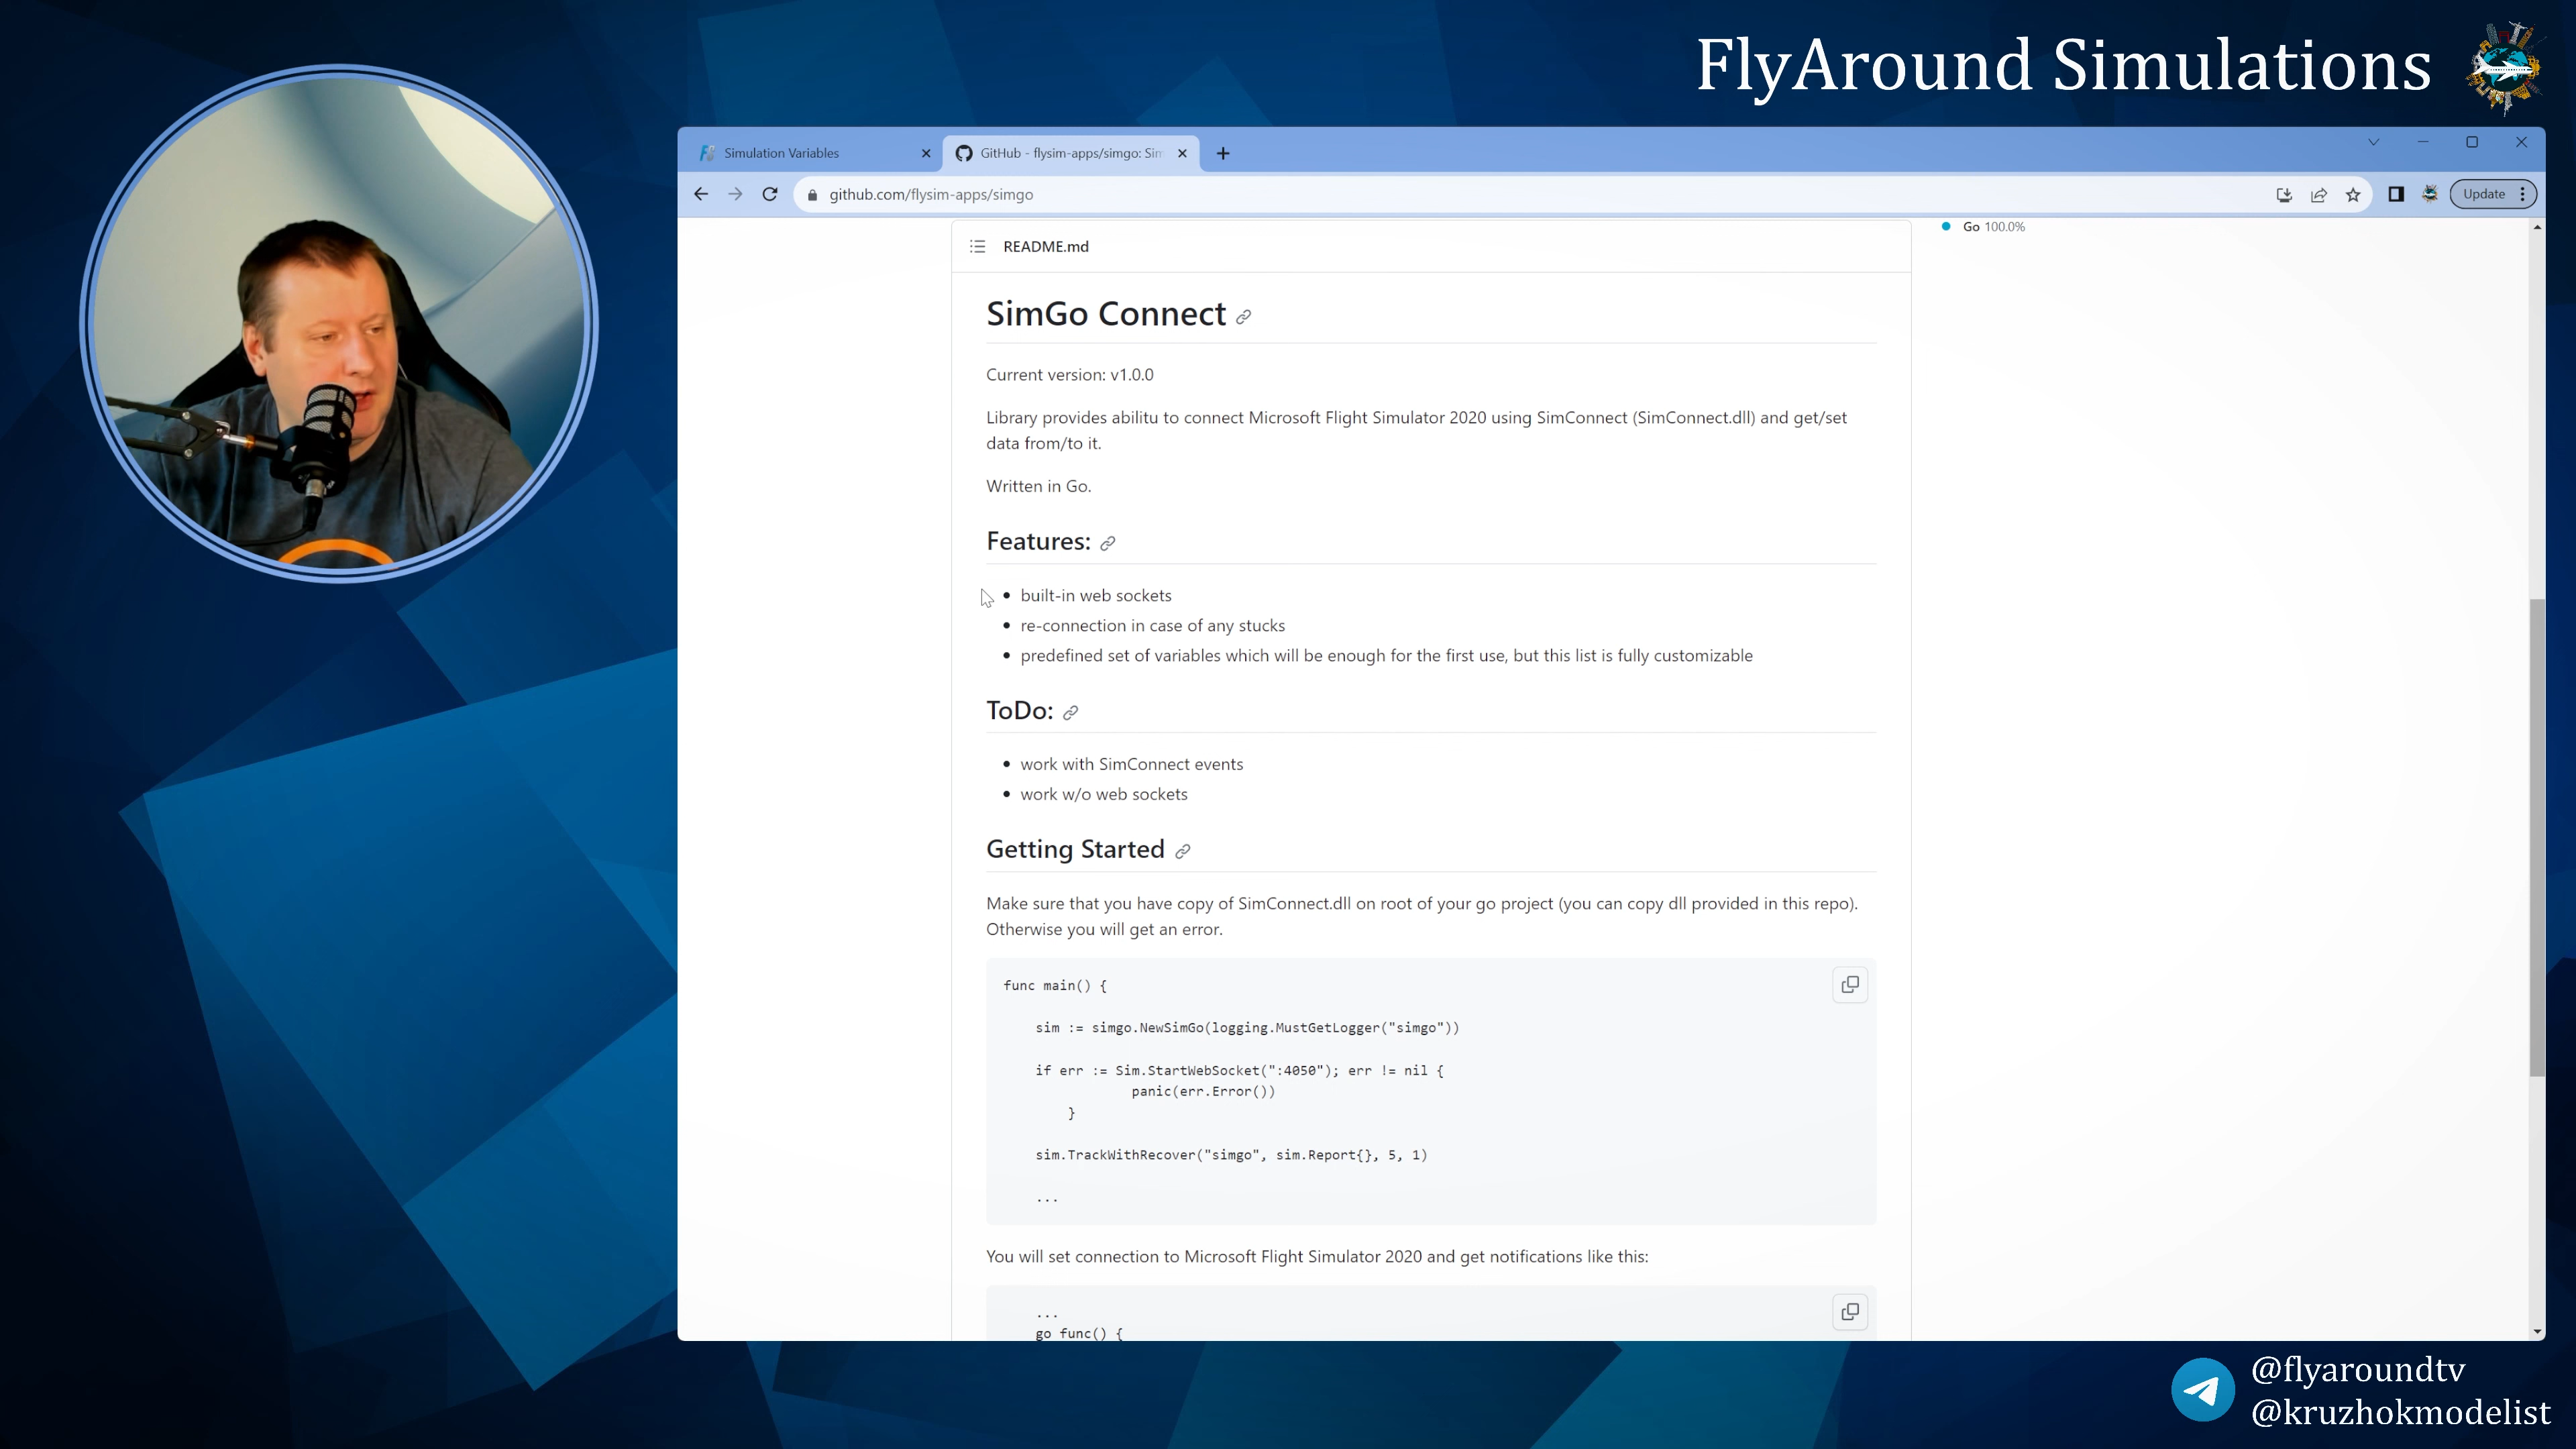 FlyAround Simulations
Simulation Variables
GitHub - flysim-apps/simgo: Sim
github.com/flysim-apps/simgo
Update
Go 100.0%
README.md
SimGo Connect
Current version: v1.0.0
Library provides abilitu to connect Microsoft Flight Simulator 2020 using SimConnect (SimConnect.dll) and get/set
data from/to it.
Written in Go.
Features:
• built-in web sockets
• re-connection in case of any stucks
• predefined set of variables which will be enough for the first use, but this list is fully customizable
ToDo:
• work with SimConnect events
• work w/o web sockets
Getting Started
Make sure that you have copy of SimConnect.dll on root of your go project (you can copy dll provided in this repo).
Otherwise you will get an error.
func main() {
sim := simgo.NewSimGo(logging.MustGetLogger("simgo"))
if err := Sim.StartWebSocket(":4050"); err != nil {
panic(err.Error())
}
sim.TrackWithRecover("simgo", sim.Report{}, 5, 1)
...
You will set connection to Microsoft Flight Simulator 2020 and get notifications like this:
...
go func() {
@flyaroundtv
@kruzhokmodelist